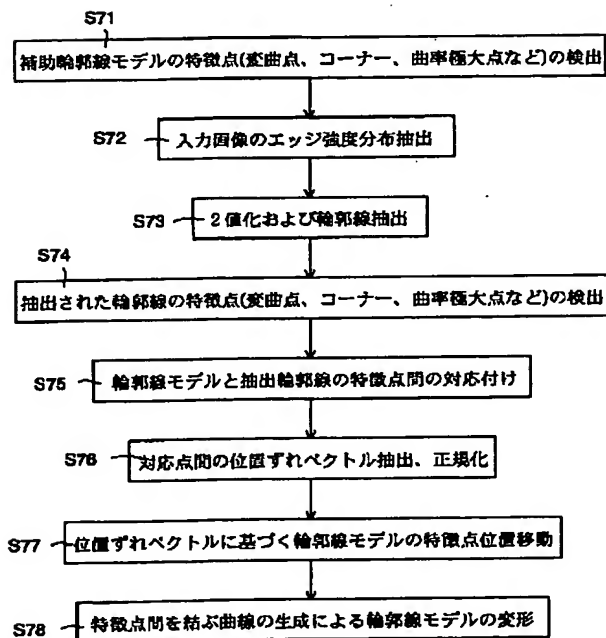 S71
補助輪郭線モデルの特徴点(変曲点、コーナー、曲率極大点など)の検出
S72
入力画像のエッジ強度分布抽出
S73
2値化および輪郭線抽出
S74
抽出された輪郭線の特徴点(変曲点、コーナー、曲率極大点など)の検出
S75
輪郭線モデルと抽出輪郭線の特徴点間の対応付け
S76
対応点間の位置ずれベクトル抽出、正規化
S77
位置ずれベクトルに基づく輪郭線モデルの特徴点位置移動
S78
特徴点間を結ぶ曲線の生成による輪郭線モデルの変形